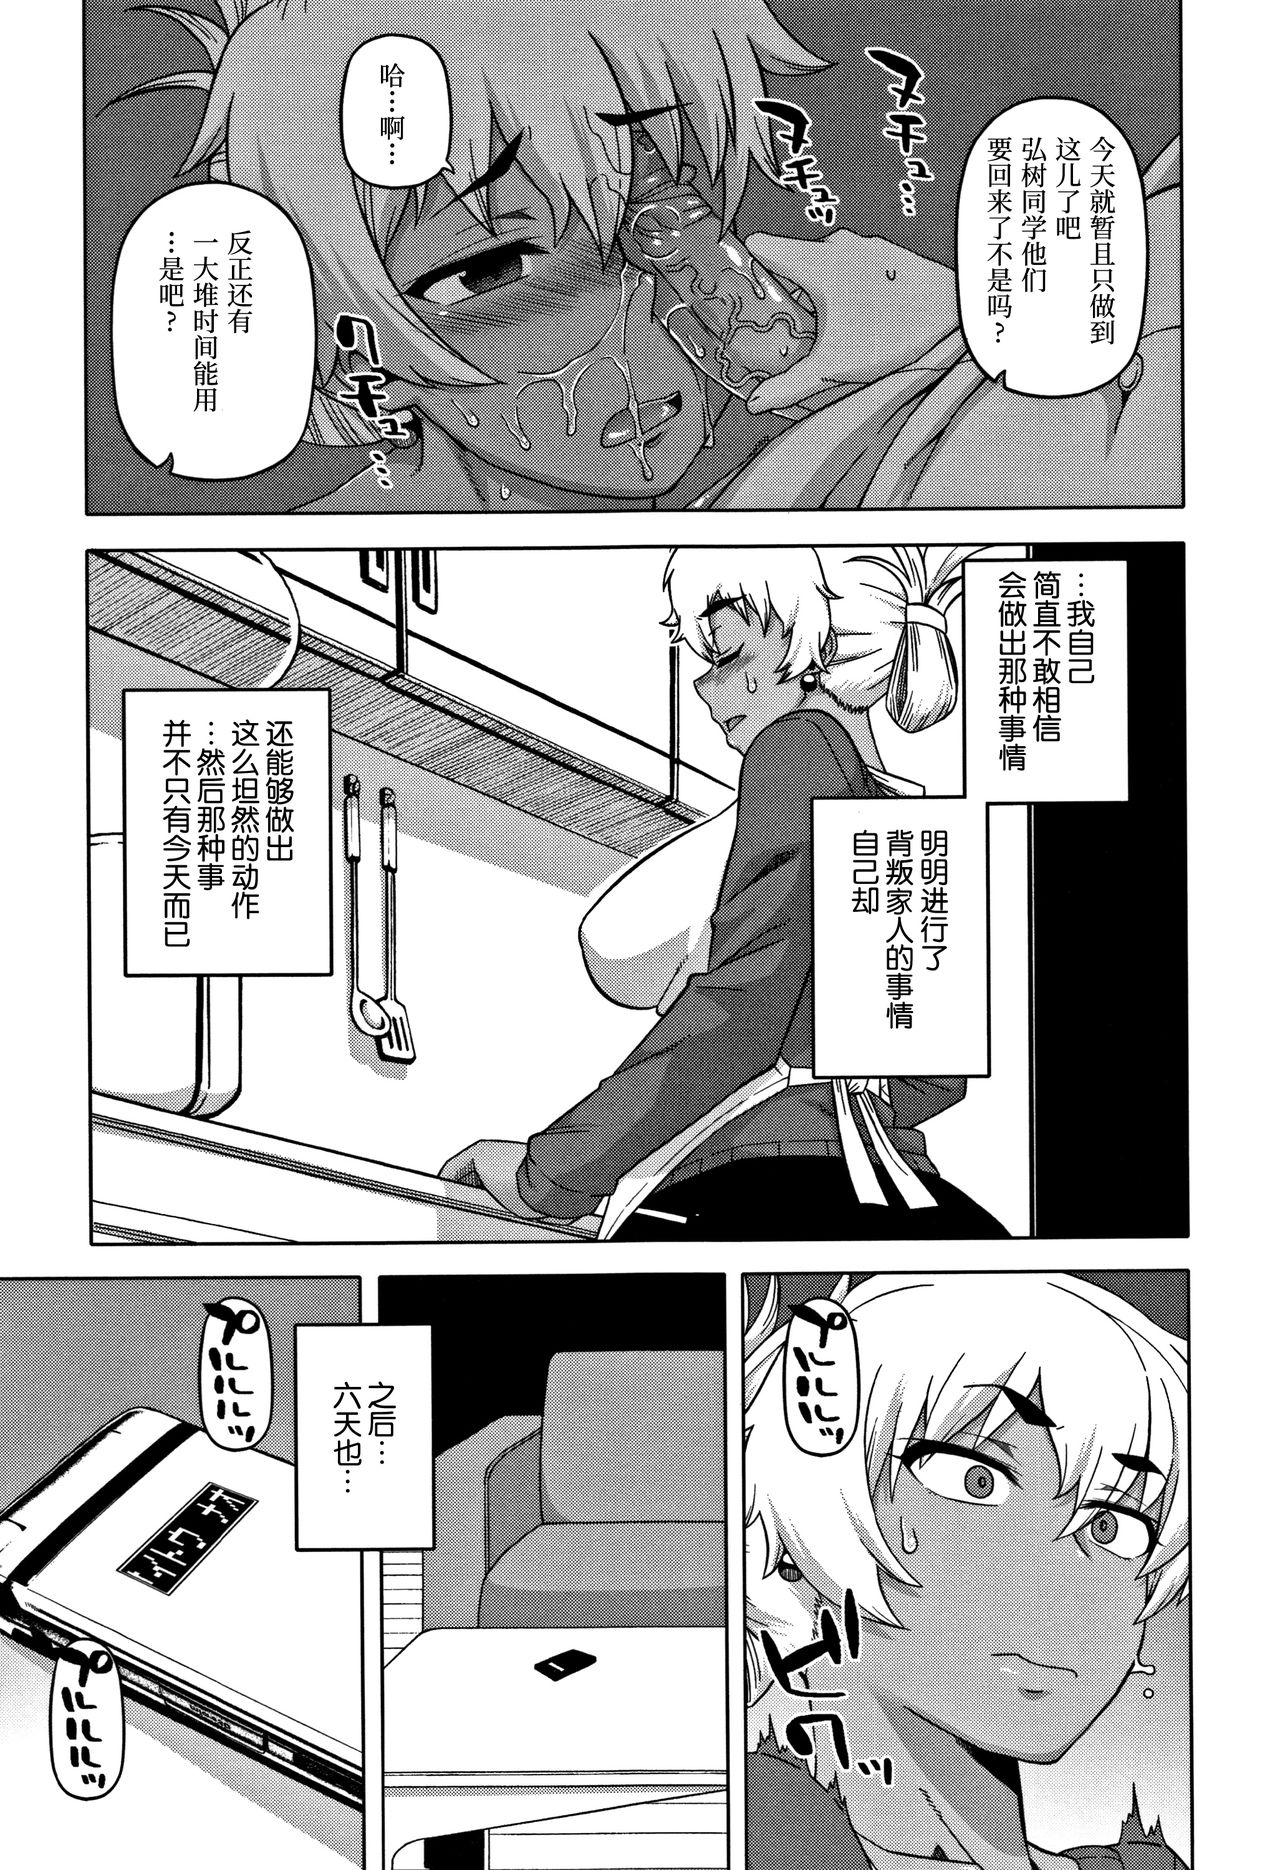 今天就暂且只做到
这儿了吧
弘树同学他们
要回来了不是吗?
ヌチュ…
ヌチュッ
哈…啊…
反正还有
一大堆时间能用
…是吧?
…我自己
简直不敢相信
会做出那种事情
明明进行了
背叛家人的事情
自己却
还能够做出
这么坦然的动作
…然后那种事
并不只有今天而已
プルルルッ
之后…
六天也…
プルルルッ
プルルルッ